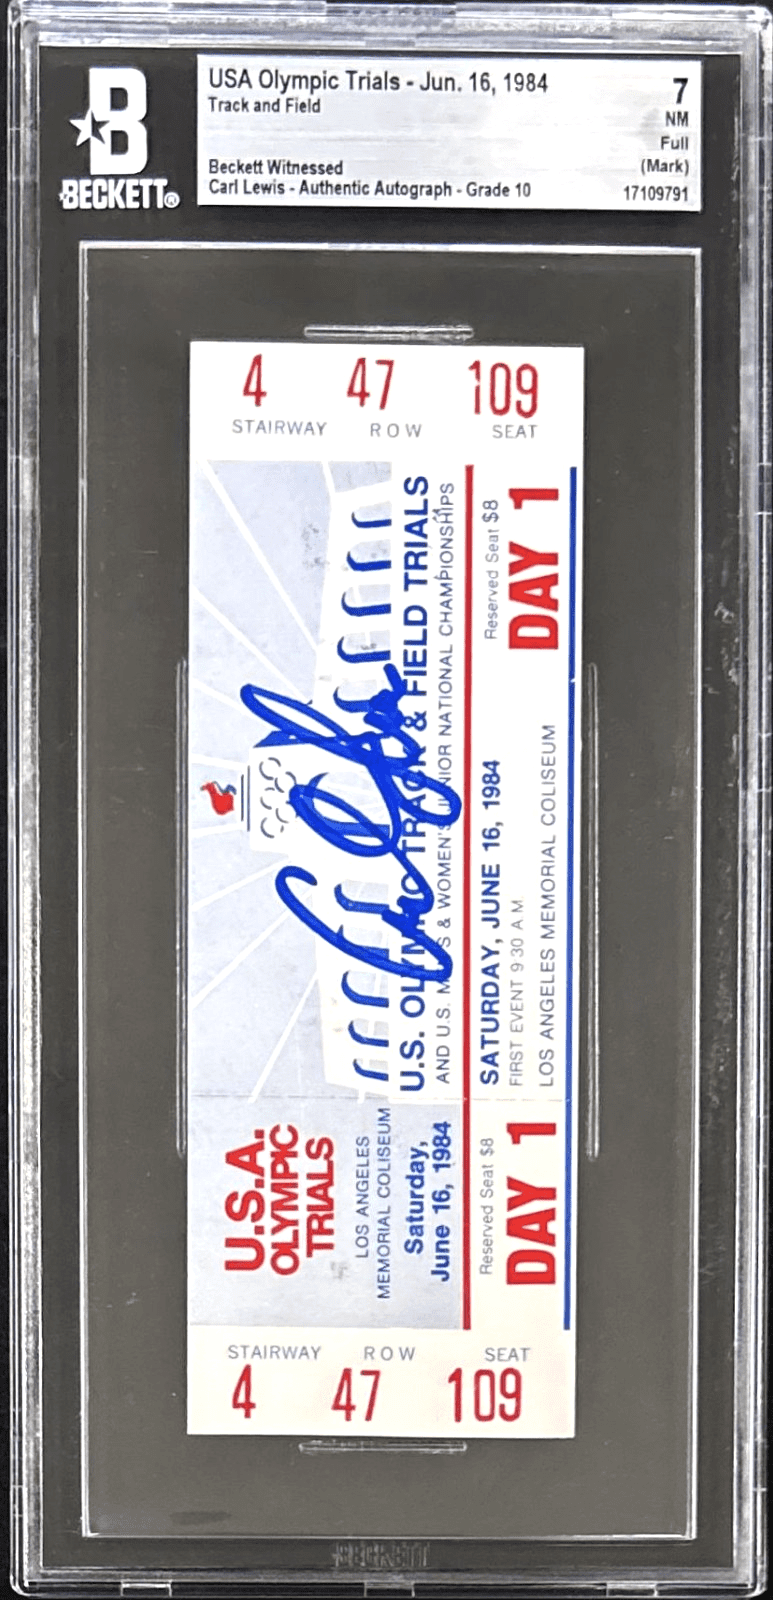 BECKETT®
USA Olympic Trials - Jun. 16, 1984
Track and Field
Beckett Witnessed
Carl Lewis - Authentic Autograph - Grade 10
7
NM
Full
(Mark)
17109791
4 47 109
STAIRWAY ROW SEAT
U.S. OLYMPIC TRACK & FIELD TRIALS
AND U.S. MEN'S & WOMEN'S JUNIOR NATIONAL CHAMPIONSHIPS
Reserved Seat $8
DAY 1
SATURDAY, JUNE 16, 1984
FIRST EVENT 9:30 A.M.
LOS ANGELES MEMORIAL COLISEUM
U.S.A.
OLYMPIC
TRIALS
LOS ANGELES
MEMORIAL COLISEUM
Saturday,
June 16, 1984
Reserved Seat $8
DAY 1
STAIRWAY ROW SEAT
4 47 109
BECKETT